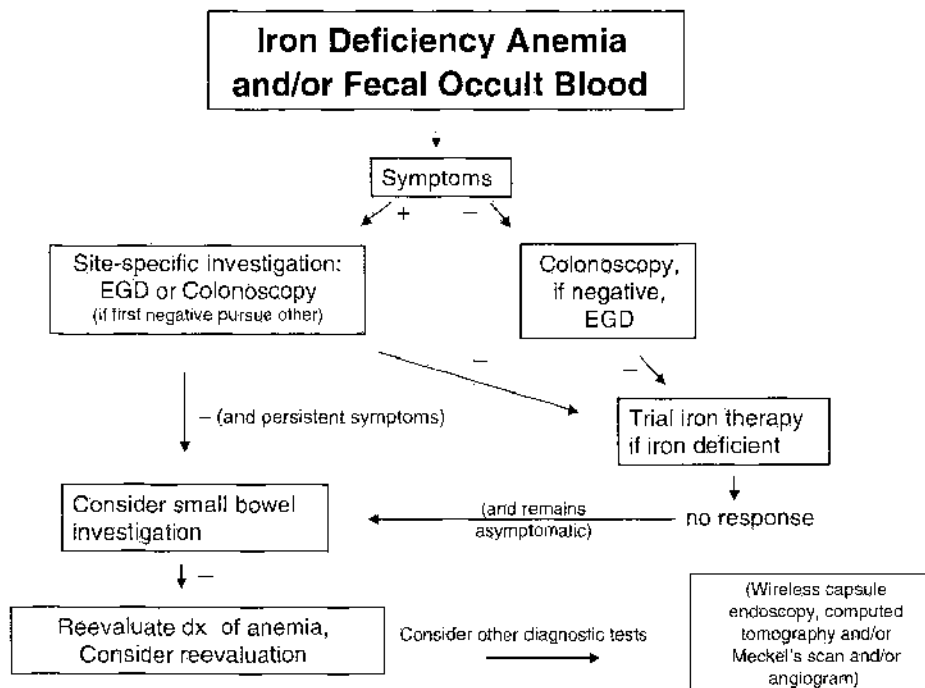 Iron Deficiency Anemia
and/or Fecal Occult Blood
Symptoms
+
–
Site-specific investigation:
EGD or Colonoscopy
(if first negative pursue other)
Colonoscopy,
if negative,
EGD
–
–
– (and persistent symptoms)
Trial iron therapy
if iron deficient
Consider small bowel
investigation
(and remains
asymptomatic)
no response
–
Reevaluate dx of anemia,
Consider reevaluation
Consider other diagnostic tests
(Wireless capsule
endoscopy, computed
tomography and/or
Meckel's scan and/or
angiogram)